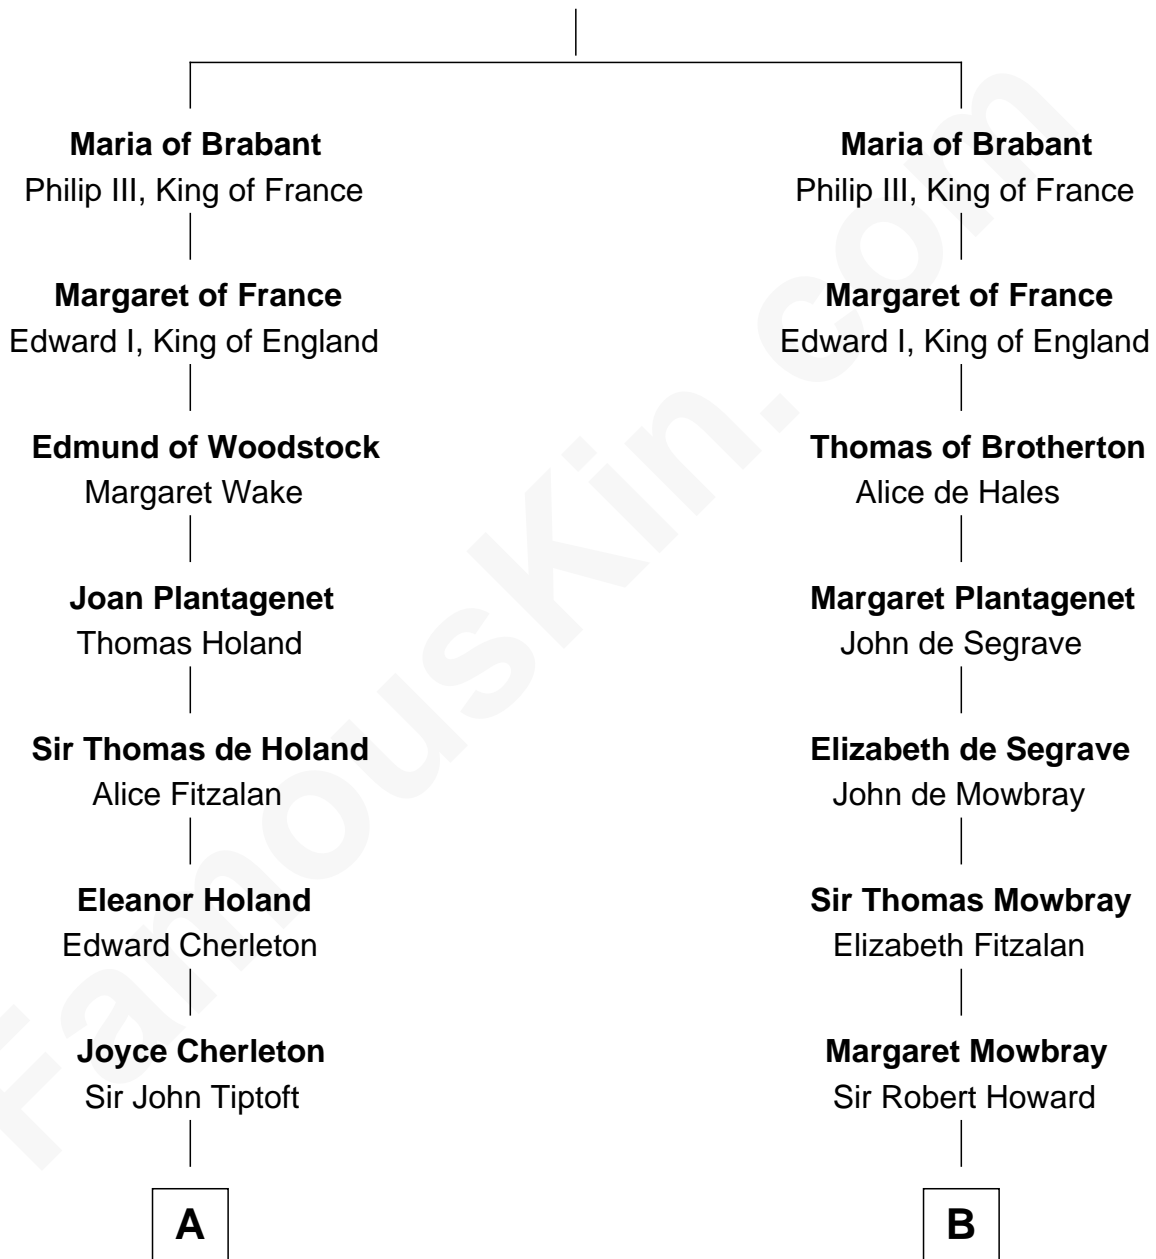 Maria of Brabant
Philip III, King of France
Margaret of France
Edward I, King of England
Edmund of Woodstock
Margaret Wake
Joan Plantagenet
Thomas Holand
Sir Thomas de Holand
Alice Fitzalan
Eleanor Holand
Edward Cherleton
Joyce Cherleton
Sir John Tiptoft
A
Maria of Brabant
Philip III, King of France
Margaret of France
Edward I, King of England
Thomas of Brotherton
Alice de Hales
Margaret Plantagenet
John de Segrave
Elizabeth de Segrave
John de Mowbray
Sir Thomas Mowbray
Elizabeth Fitzalan
Margaret Mowbray
Sir Robert Howard
B
FamousKin.com